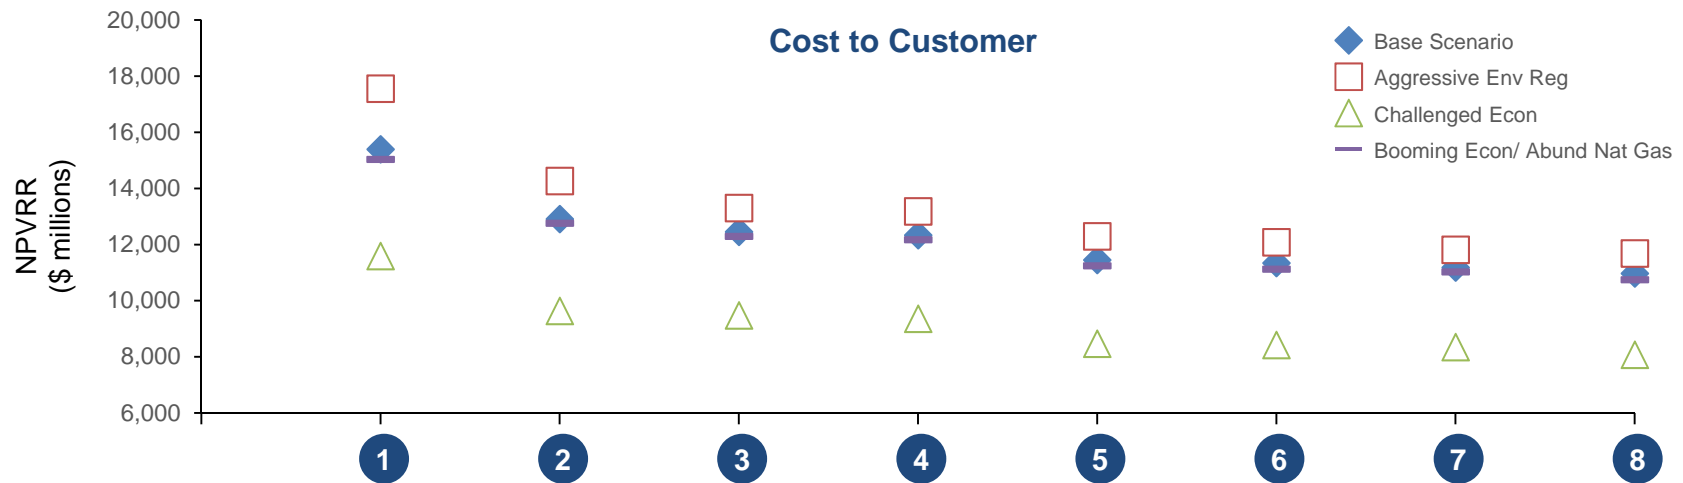 Cost to Customer
20,000
18,000
16,000
14,000
12,000
10,000
8,000
6,000
NPVRR
($ millions)
Base Scenario
Aggressive Env Reg
Challenged Econ
Booming Econ/ Abund Nat Gas
1 2 3 4 5 6 7 8